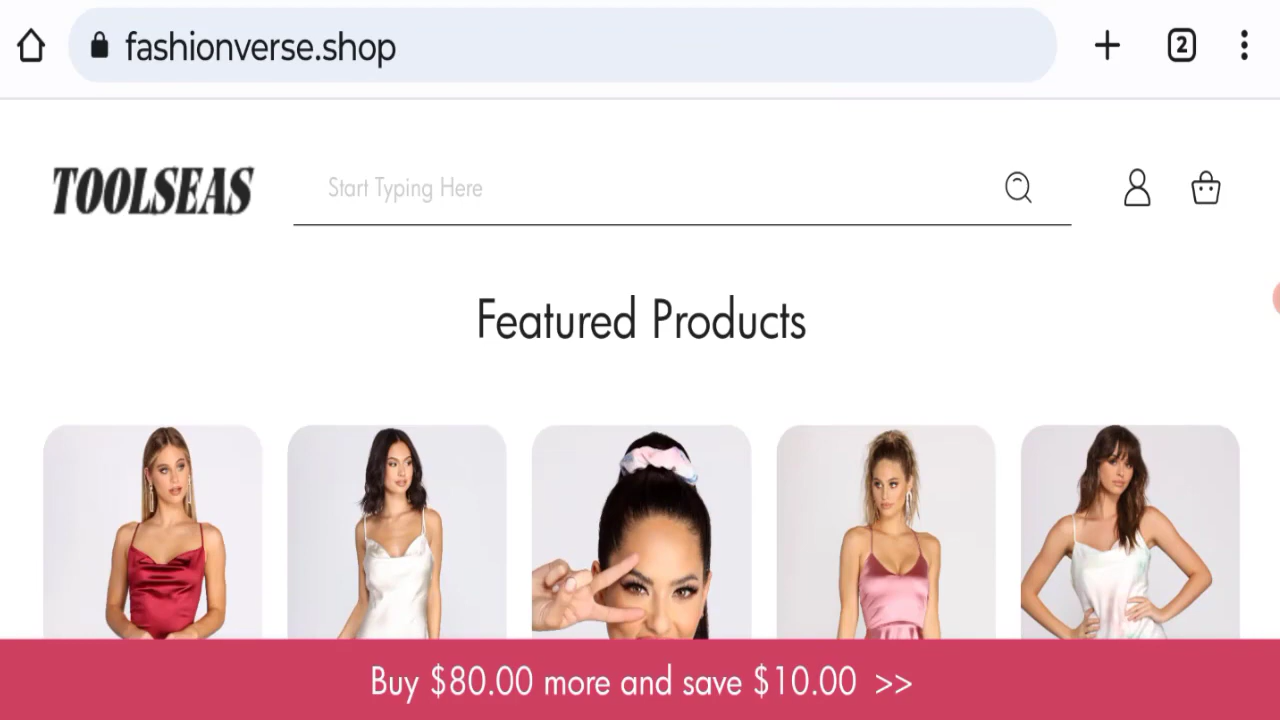 fashionverse.shop
2
TOOLSEAS
Start Typing Here
Featured Products
Buy $80.00 more and save $10.00 >>